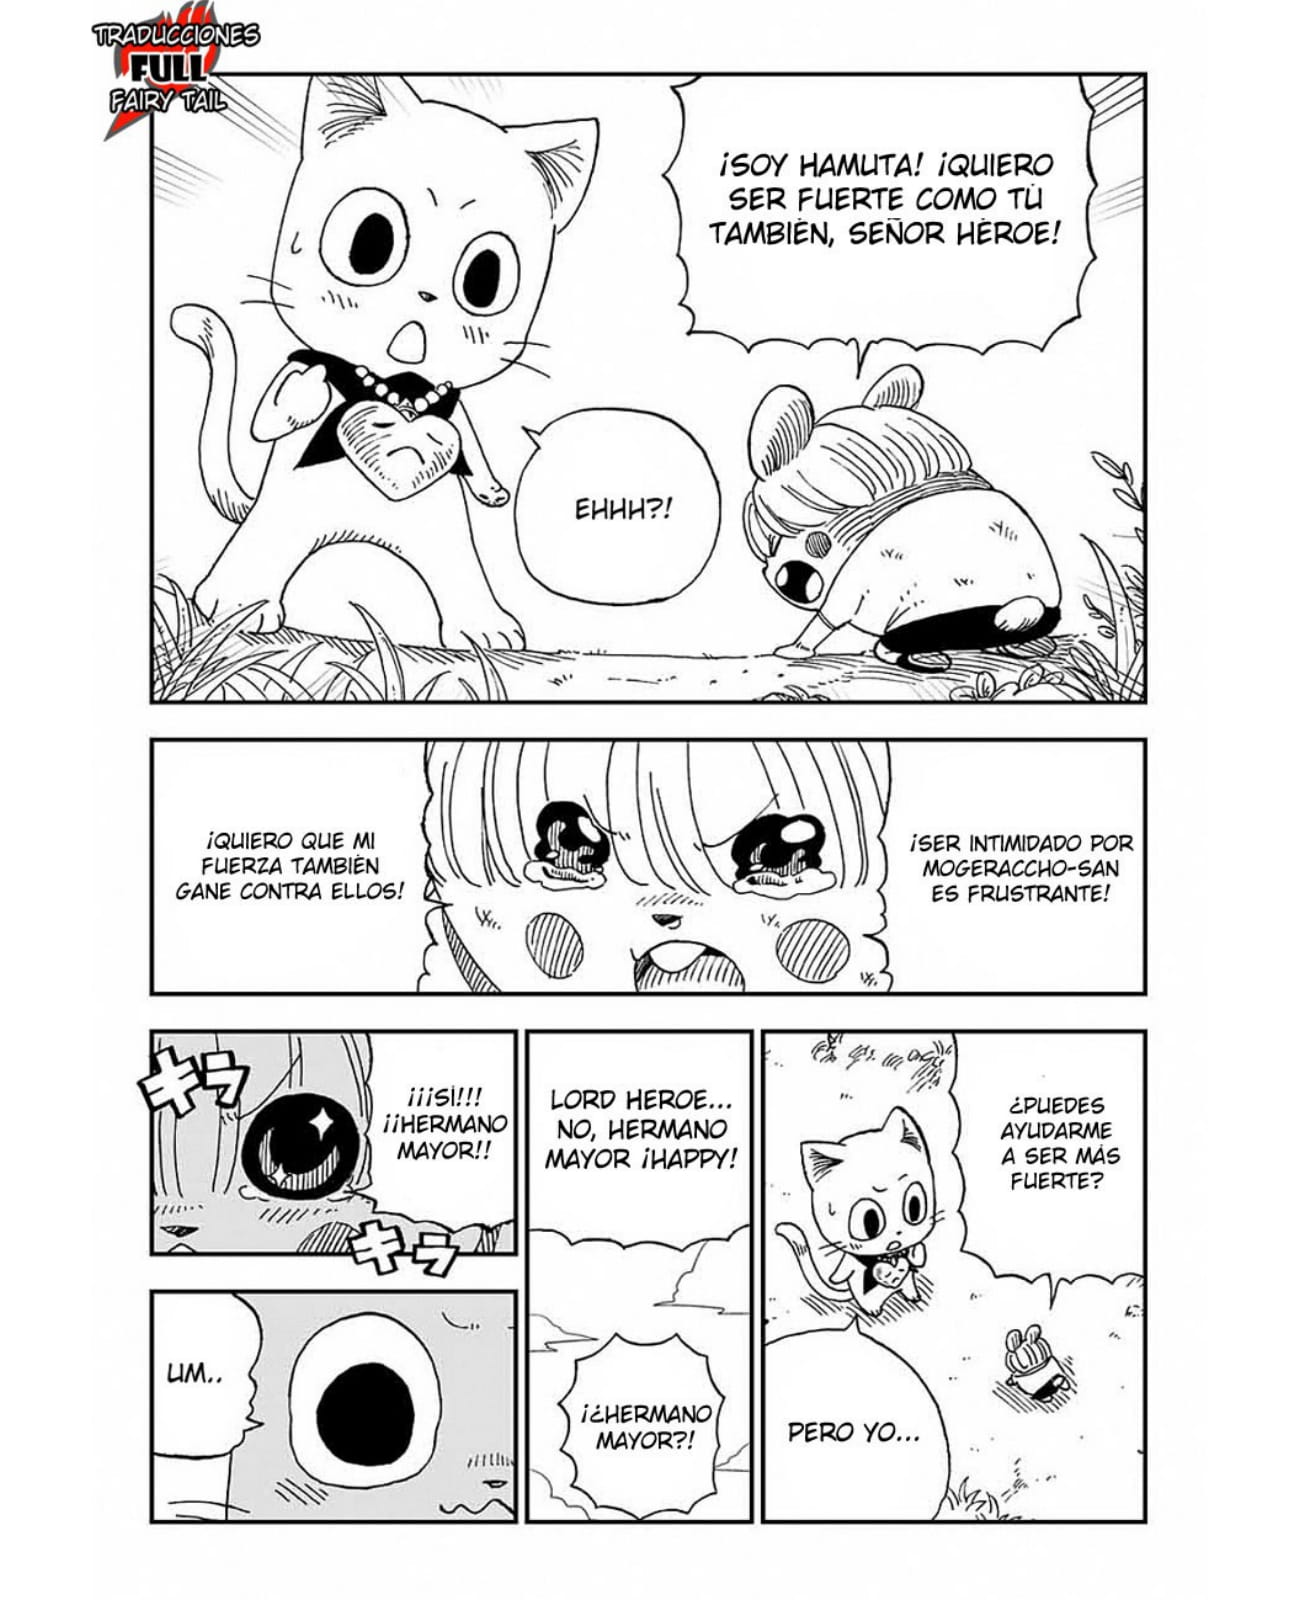 TRADUCCIONES
FULL
FAIRY TAIL
¡SOY HAMUTA! ¡QUIERO
SER FUERTE COMO TÚ
TAMBIÉN, SEÑOR HÉROE!
EHHH?!
¡SER INTIMIDADO POR
MOGERACCHO-SAN
ES FRUSTRANTE!
¡QUIERO QUE MI
FUERZA TAMBIÉN
GANE CONTRA ELLOS!
¿PUEDES
AYUDARME
A SER MÁS
FUERTE?
PERO YO...
LORD HEROE...
NO, HERMANO
MAYOR ¡HAPPY!
¡¿HERMANO
MAYOR?!
¡¡¡SÍ!!!
¡¡HERMANO
MAYOR!!
キラ
キラ
UM..